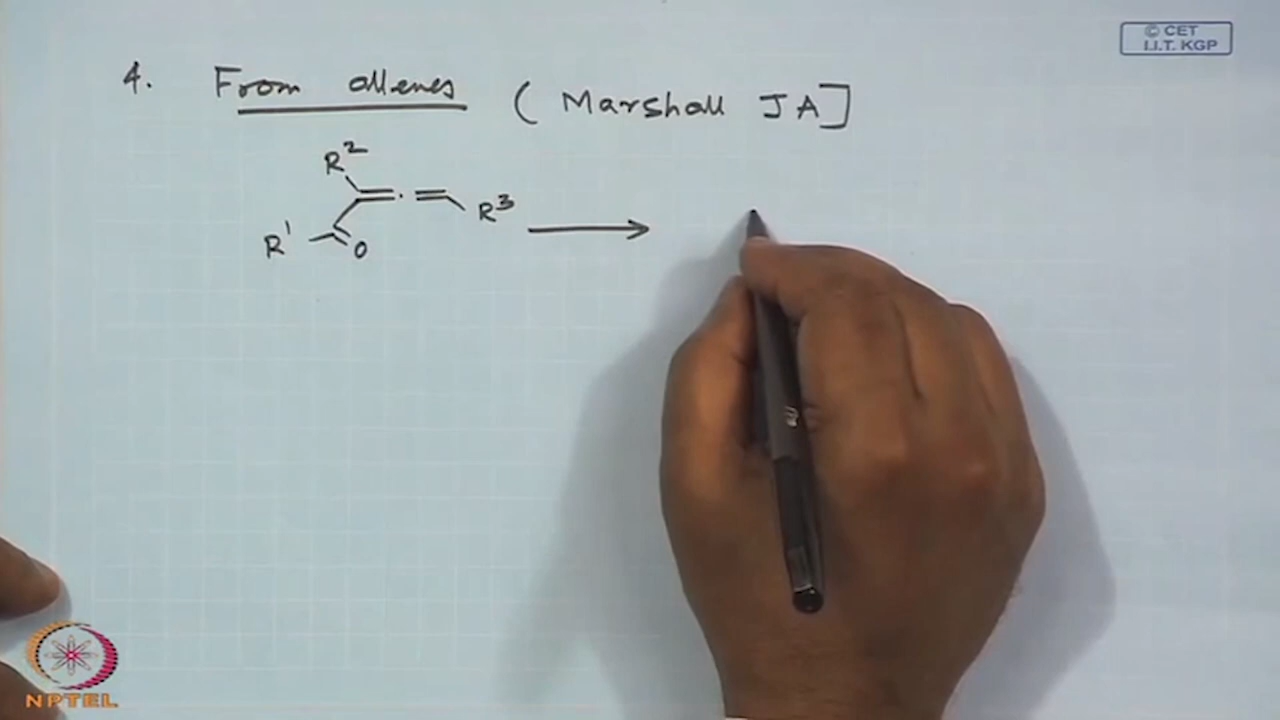 © CET
I.I.T. KGP
4. From allenes ( Marshall JA]
R²
R³
R¹
O
NPTEL